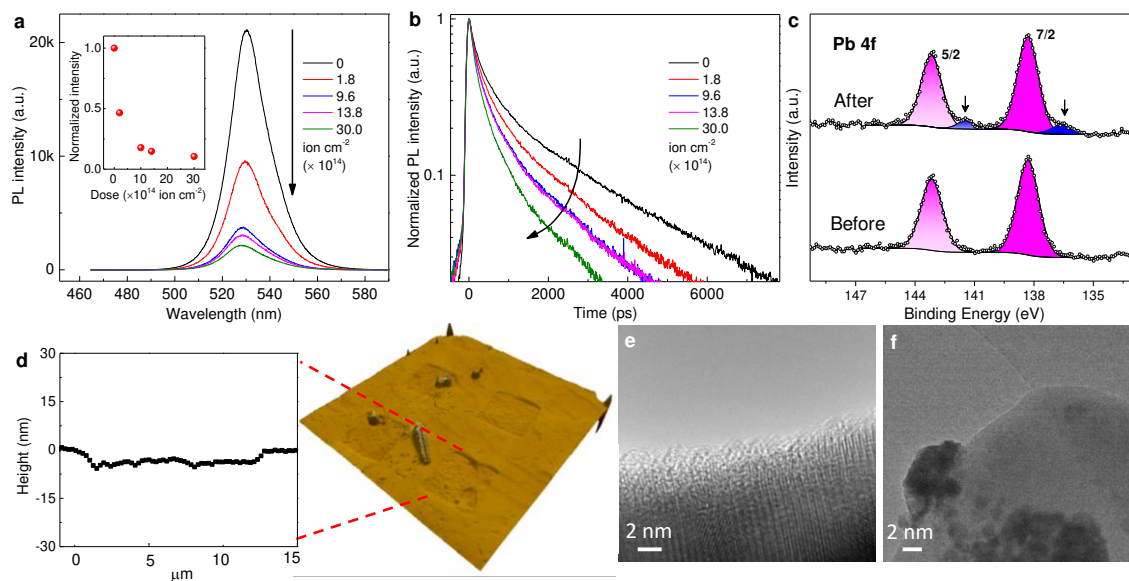 a
20k
10k
0
PL intensity (a.u.)
460 480 500 520 540 560 580
Wavelength (nm)
1.0
0.5
0.0
Normalized intensity
0 10 20 30
Dose (×10¹⁴ ion cm⁻²)
0
1.8
9.6
13.8
30.0
ion cm⁻²
(× 10¹⁴)
b
1
0.1
Normalized PL intensity (a.u.)
0 2000 4000 6000
Time (ps)
0
1.8
9.6
13.8
30.0
ion cm⁻²
(× 10¹⁴)
c
Pb 4f
5/2
7/2
After
Before
Intensity (a.u.)
147 144 141 138 135
Binding Energy (eV)
d
30
15
0
-15
-30
Height (nm)
0 5 10 15
μm
e
2 nm
f
2 nm